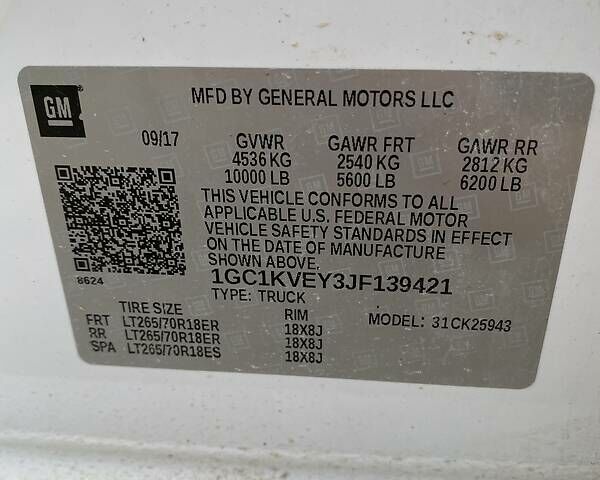 GM
MFD BY GENERAL MOTORS LLC
09/17 GVWR GAWR FRT GAWR RR
4536 KG 2540 KG 2812 KG
10000 LB 5600 LB 6200 LB
THIS VEHICLE CONFORMS TO ALL
APPLICABLE U.S. FEDERAL MOTOR
VEHICLE SAFETY STANDARDS IN EFFECT
ON THE DATE OF MANUFACTURE
SHOWN ABOVE.
8624
1GC1KVEY3JF139421
TYPE: TRUCK
TIRE SIZE RIM MODEL: 31CK25943
FRT LT265/70R18ER 18X8J
RR LT265/70R18ER 18X8J
SPA LT265/70R18ES 18X8J